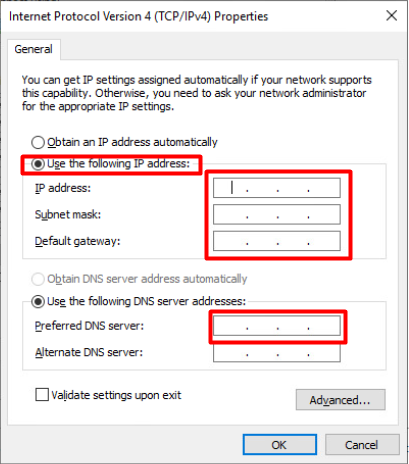 Internet Protocol Version 4 (TCP/IPv4) Properties
General
You can get IP settings assigned automatically if your network supports
this capability. Otherwise, you need to ask your network administrator
for the appropriate IP settings.
Obtain an IP address automatically
Use the following IP address:
IP address:
Subnet mask:
Default gateway:
Obtain DNS server address automatically
Use the following DNS server addresses:
Preferred DNS server:
Alternate DNS server:
Validate settings upon exit
Advanced...
OK Cancel